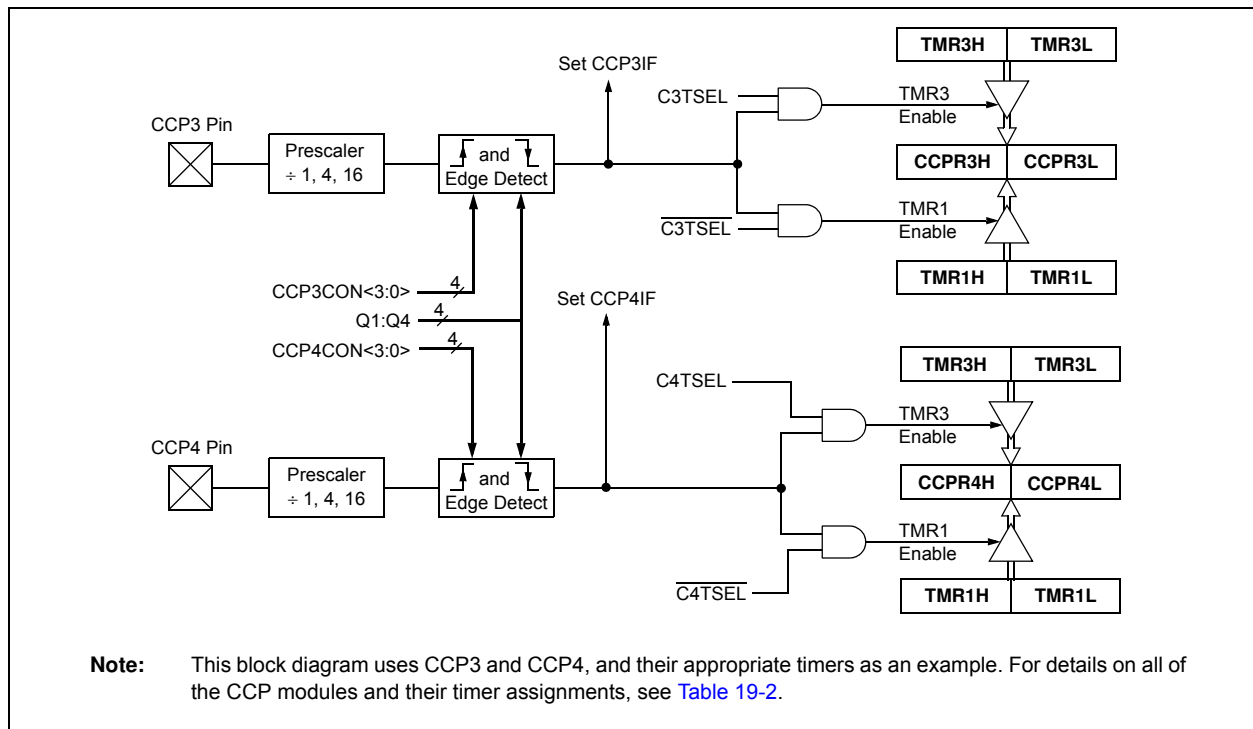 TMR3H TMR3L
Set CCP3IF
C3TSEL
TMR3
Enable
CCP3 Pin
Prescaler
÷ 1, 4, 16
and
Edge Detect
CCPR3H CCPR3L
C3TSEL
TMR1
Enable
TMR1H TMR1L
CCP3CON<3:0>
4
Q1:Q4
4
CCP4CON<3:0>
4
Set CCP4IF
TMR3H TMR3L
C4TSEL
TMR3
Enable
CCP4 Pin
Prescaler
÷ 1, 4, 16
and
Edge Detect
CCPR4H CCPR4L
TMR1
Enable
C4TSEL
TMR1H TMR1L
Note: This block diagram uses CCP3 and CCP4, and their appropriate timers as an example. For details on all of
the CCP modules and their timer assignments, see Table 19-2.